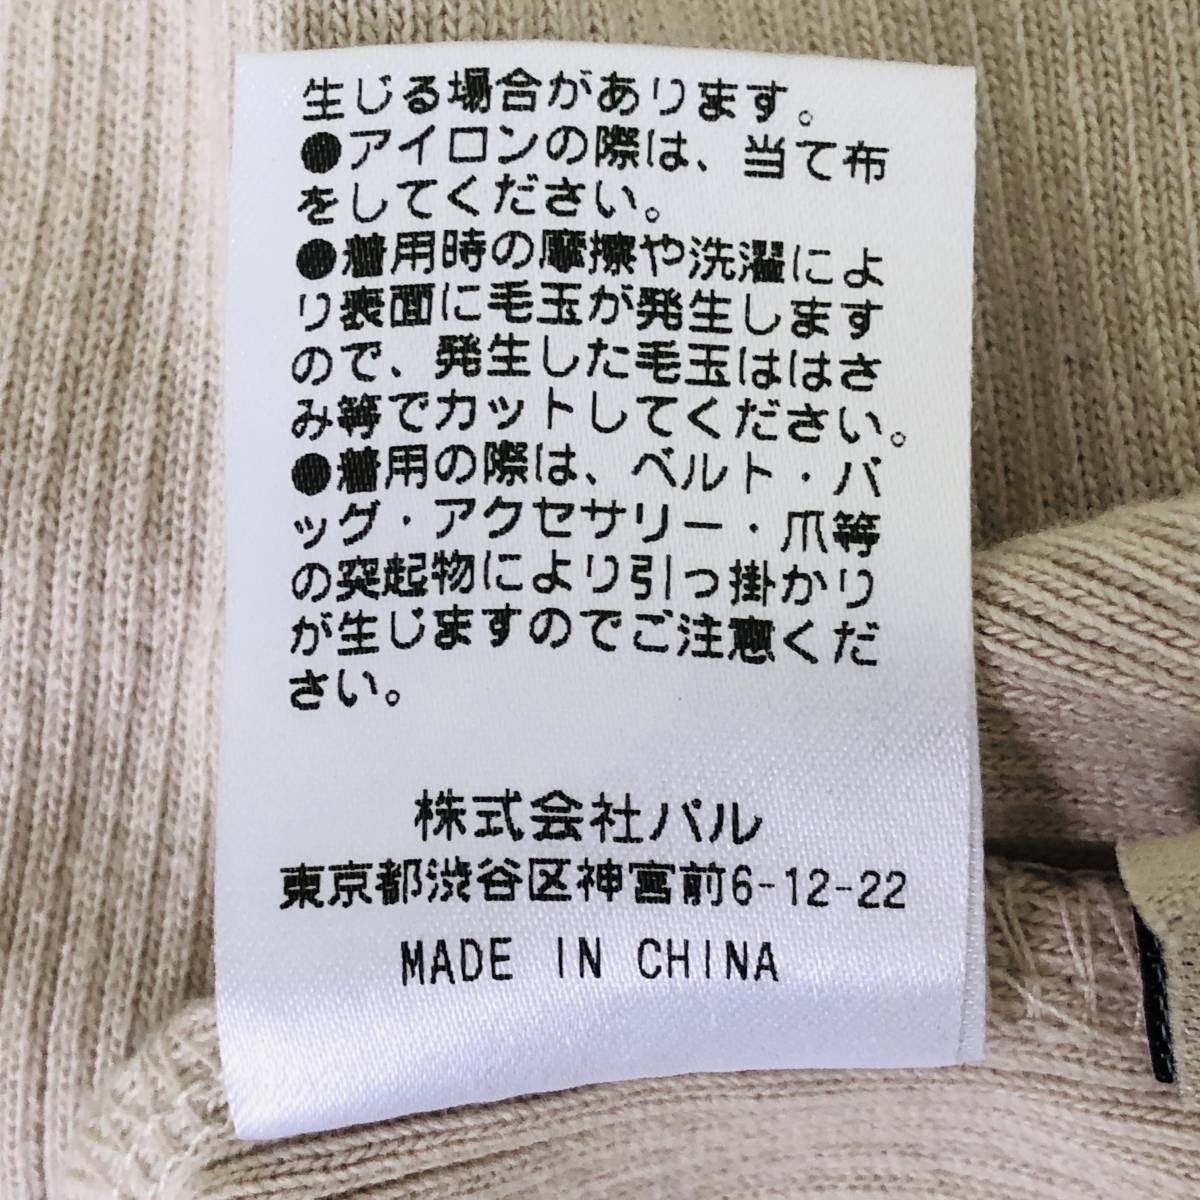 生じる場合があります。
●アイロンの際は、当て布
をしてください。
●着用時の摩擦や洗濯によ
り表面に毛玉が発生します
ので、発生した毛玉ははさ
み等でカットしてください。
●着用の際は、ベルト・バ
ッグ・アクセサリー・爪等
の突起物により引っ掛かり
が生じますのでご注意くだ
さい。
株式会社パル
東京都渋谷区神宮前6-12-22
MADE IN CHINA